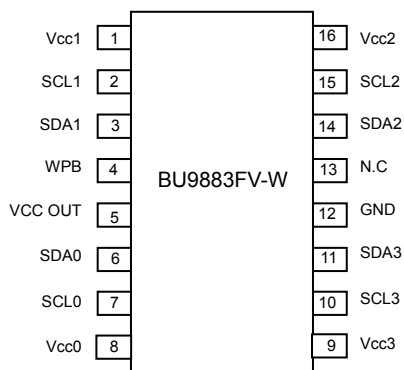 Vcc1 1 16 Vcc2
SCL1 2 15 SCL2
SDA1 3 14 SDA2
WPB 4 13 N.C
BU9883FV-W
VCC OUT 5 12 GND
SDA0 6 11 SDA3
SCL0 7 10 SCL3
Vcc0 8 9 Vcc3